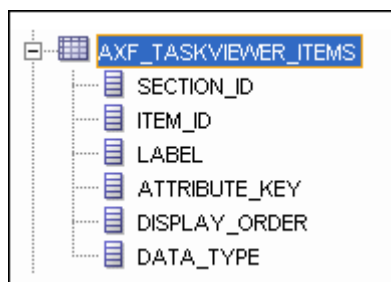 AXF_TASKVIEWER_ITEMS
SECTION_ID
ITEM_ID
LABEL
ATTRIBUTE_KEY
DISPLAY_ORDER
DATA_TYPE